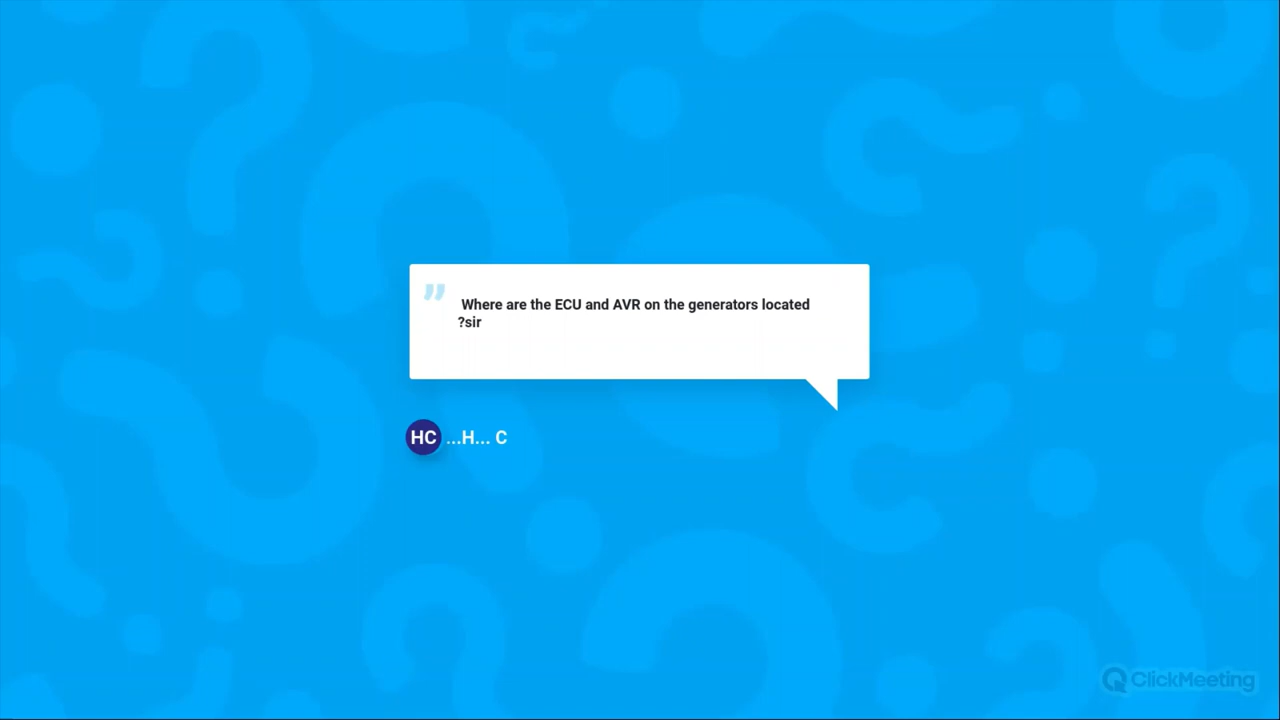 Where are the ECU and AVR on the generators located
?sir
HC ...H... C
ClickMeeting